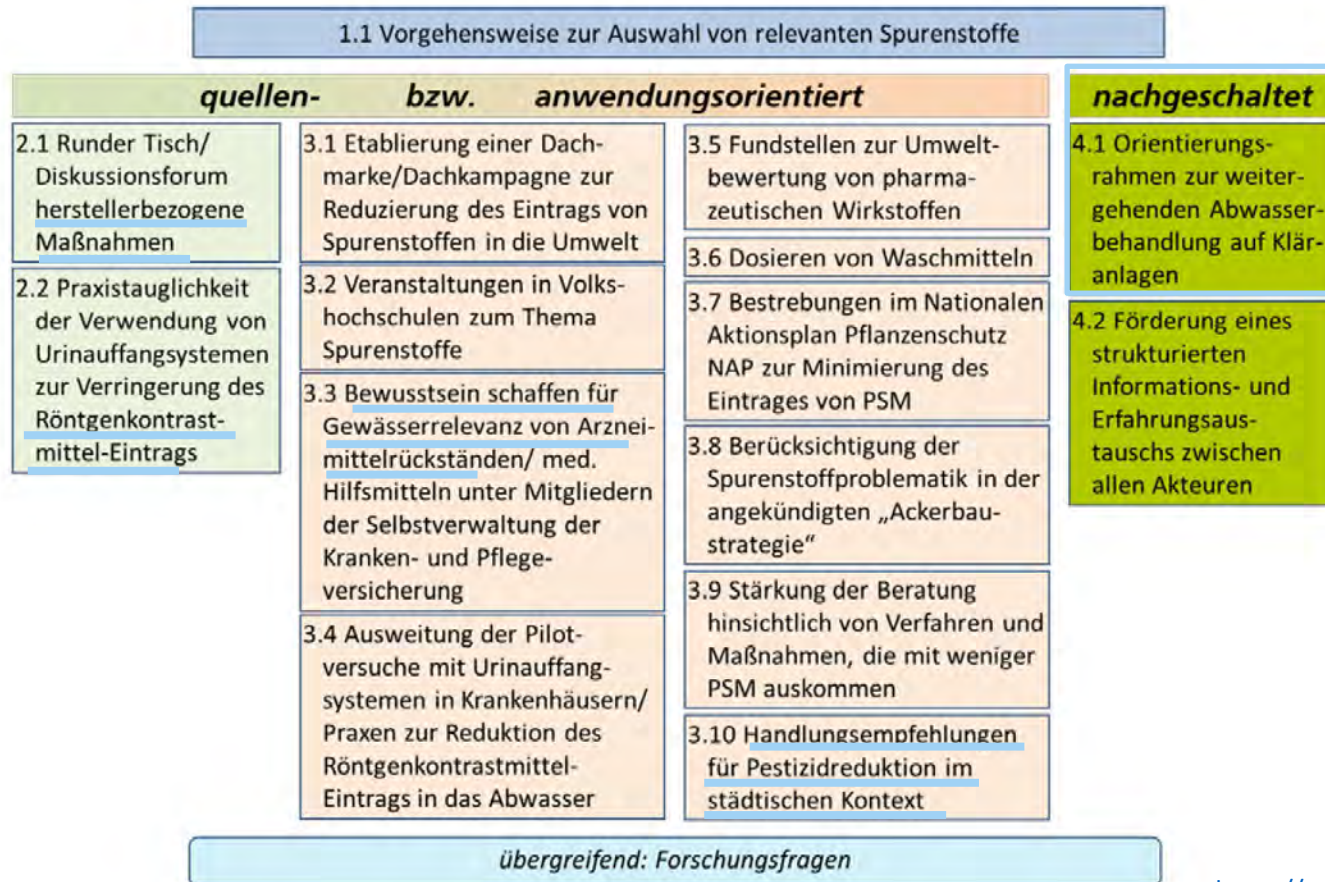 1.1 Vorgehensweise zur Auswahl von relevanten Spurenstoffe
quellen- bzw. anwendungsorientiert
2.1 Runder Tisch/
Diskussionsforum
herstellerbezogene
Maßnahmen
2.2 Praxistauglichkeit
der Verwendung von
Urinauffangsystemen
zur Verringerung des
Röntgenkontrast-
mittel-Eintrags
3.1 Etablierung einer Dach-
marke/Dachkampagne zur
Reduzierung des Eintrags von
Spurenstoffen in die Umwelt
3.2 Veranstaltungen in Volks-
hochschulen zum Thema
Spurenstoffe
3.3 Bewusstsein schaffen für
Gewässerrelevanz von Arznei-
mittelrückständen/ med.
Hilfsmitteln unter Mitgliedern
der Selbstverwaltung der
Kranken- und Pflege-
versicherung
3.4 Ausweitung der Pilot-
versuche mit Urinauffang-
systemen in Krankenhäusern/
Praxen zur Reduktion des
Röntgenkontrastmittel-
Eintrags in das Abwasser
3.5 Fundstellen zur Umwelt-
bewertung von pharma-
zeutischen Wirkstoffen
3.6 Dosieren von Waschmitteln
3.7 Bestrebungen im Nationalen
Aktionsplan Pflanzenschutz
NAP zur Minimierung des
Eintrages von PSM
3.8 Berücksichtigung der
Spurenstoffproblematik in der
angekündigten „Ackerbau-
strategie“
3.9 Stärkung der Beratung
hinsichtlich von Verfahren und
Maßnahmen, die mit weniger
PSM auskommen
3.10 Handlungsempfehlungen
für Pestizidreduktion im
städtischen Kontext
nachgeschaltet
4.1 Orientierungs-
rahmen zur weiter-
gehenden Abwasser-
behandlung auf Klär-
anlagen
4.2 Förderung eines
strukturierten
Informations- und
Erfahrungsaus-
tauschs zwischen
allen Akteuren
übergreifend: Forschungsfragen